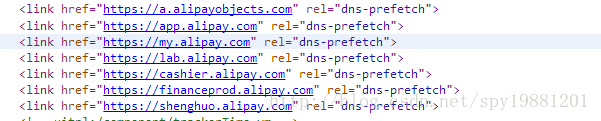 <link href="https://a.alipayobjects.com" rel="dns-prefetch">
<link href="https://app.alipay.com" rel="dns-prefetch">
<link href="https://my.alipay.com" rel="dns-prefetch">
<link href="https://lab.alipay.com" rel="dns-prefetch">
<link href="https://cashier.alipay.com" rel="dns-prefetch">
<link href="https://financeprod.alipay.com" rel="dns-prefetch">
<link href="https://shenghuo.alipay.com" rel="dns-prefetch">
http://blog.csdn.net/spy19881201